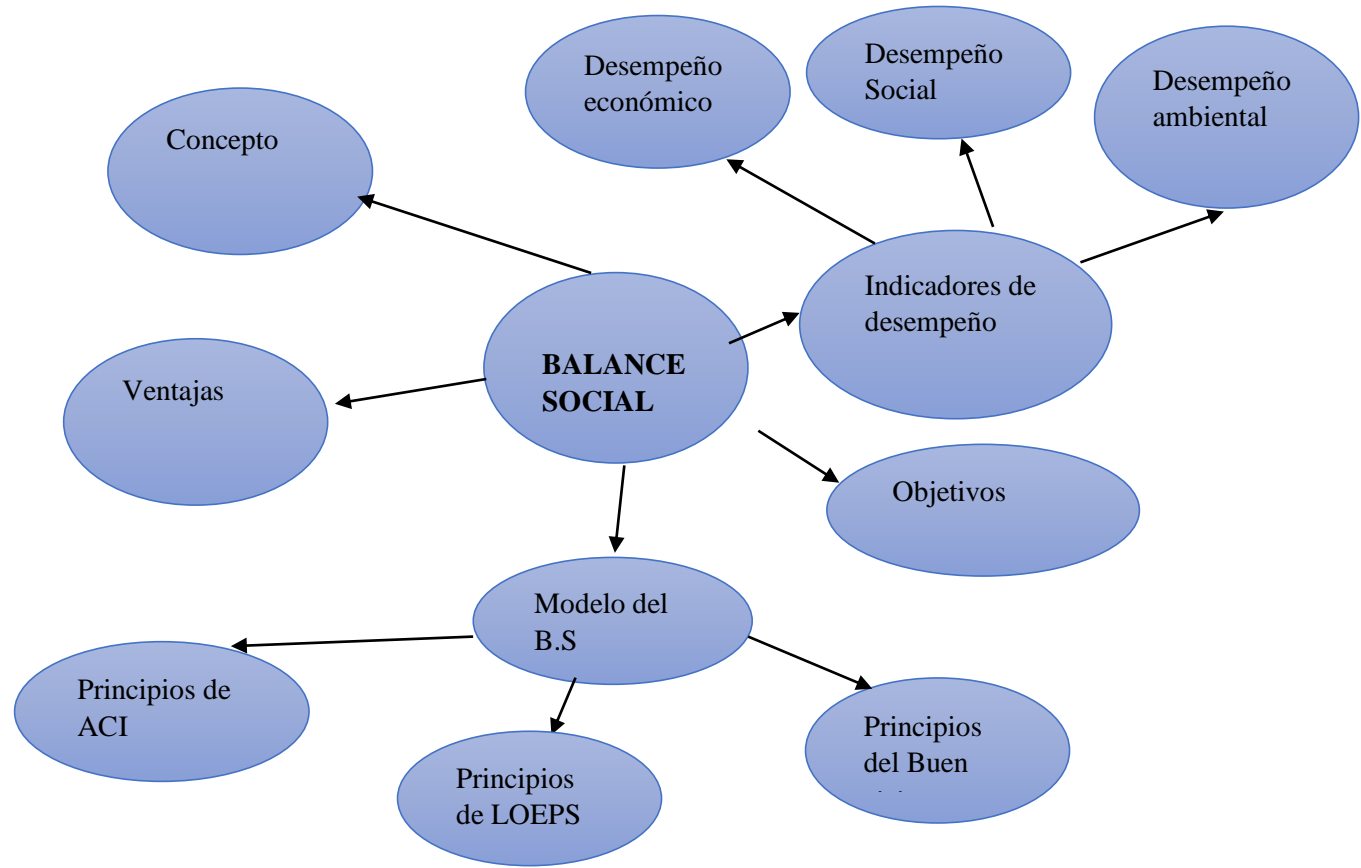 Desempeño
económico
Desempeño
Social
Desempeño
ambiental
Concepto
Indicadores de
desempeño
BALANCE
SOCIAL
Ventajas
Objetivos
Modelo del
B.S
Principios de
ACI
Principios
de LOEPS
Principios
del Buen